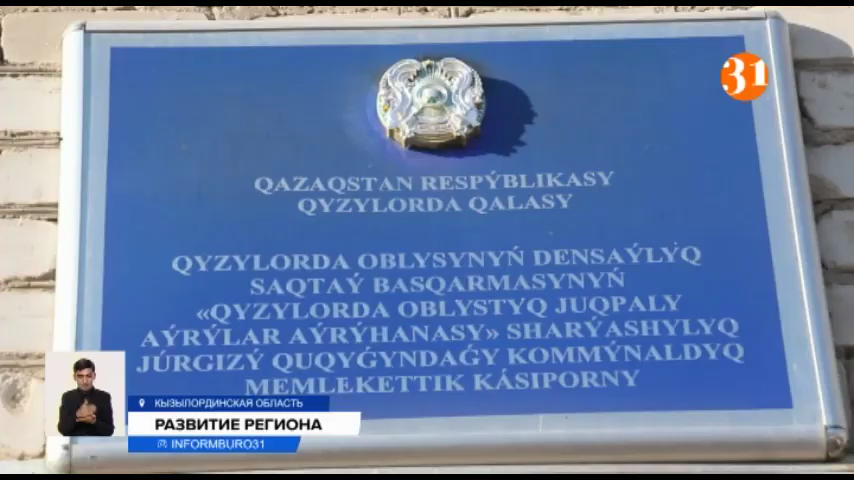 31
QAZAQSTAN RESPÝBLIKASY
QYZYLORDA QALASY
QYZYLORDA OBLYSYNYŃ DENSAÝLYQ
SAQTAÝ BASQARMASYNYŃ
«QYZYLORDA OBLYSTYQ JUQPALY
AÝRÝLAR AÝRÝHANASY» SHARÝASHYLYQ
JÚRGIZÝ QUQYǴYNDAǴY KOMMÝNALDYQ
MEMLEKETTIK KÁSIPORNY
КЫЗЫЛОРДИНСКАЯ ОБЛАСТЬ
РАЗВИТИЕ РЕГИОНА
INFORMBURO31